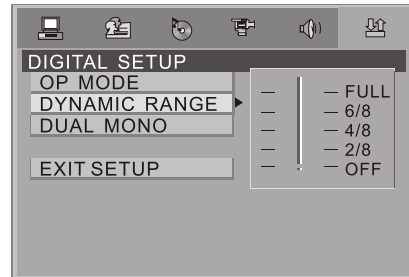 DIGITAL SETUP
OP MODE
DYNAMIC RANGE
DUAL MONO
EXIT SETUP
FULL
6/8
4/8
2/8
OFF